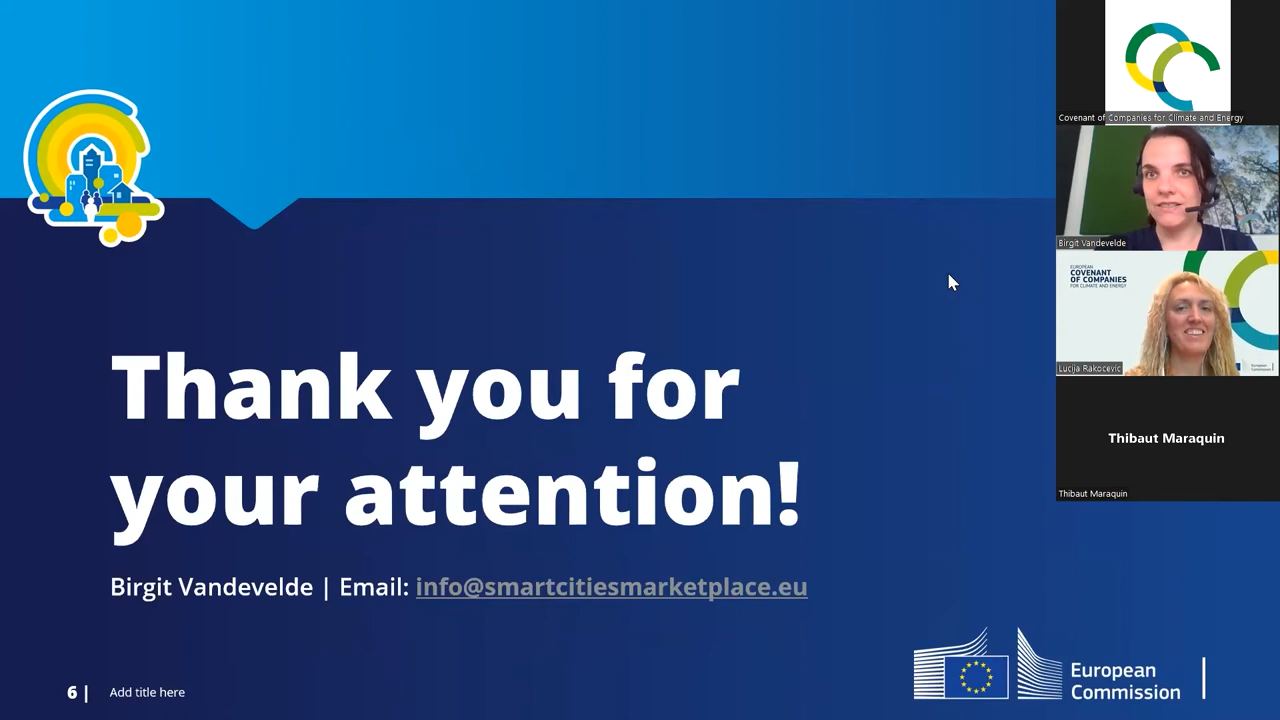 Thank you for
your attention!
Birgit Vandevelde | Email: info@smartcitiesmarketplace.eu
6 |
Add title here
European
Commission
Covenant of Companies for Climate and Energy
Birgit Vandevelde
EUROPEAN
COVENANT
OF COMPANIES
FOR CLIMATE AND ENERGY
European
Commission
Lucija Rakocevic
Thibaut Maraquin
Thibaut Maraquin